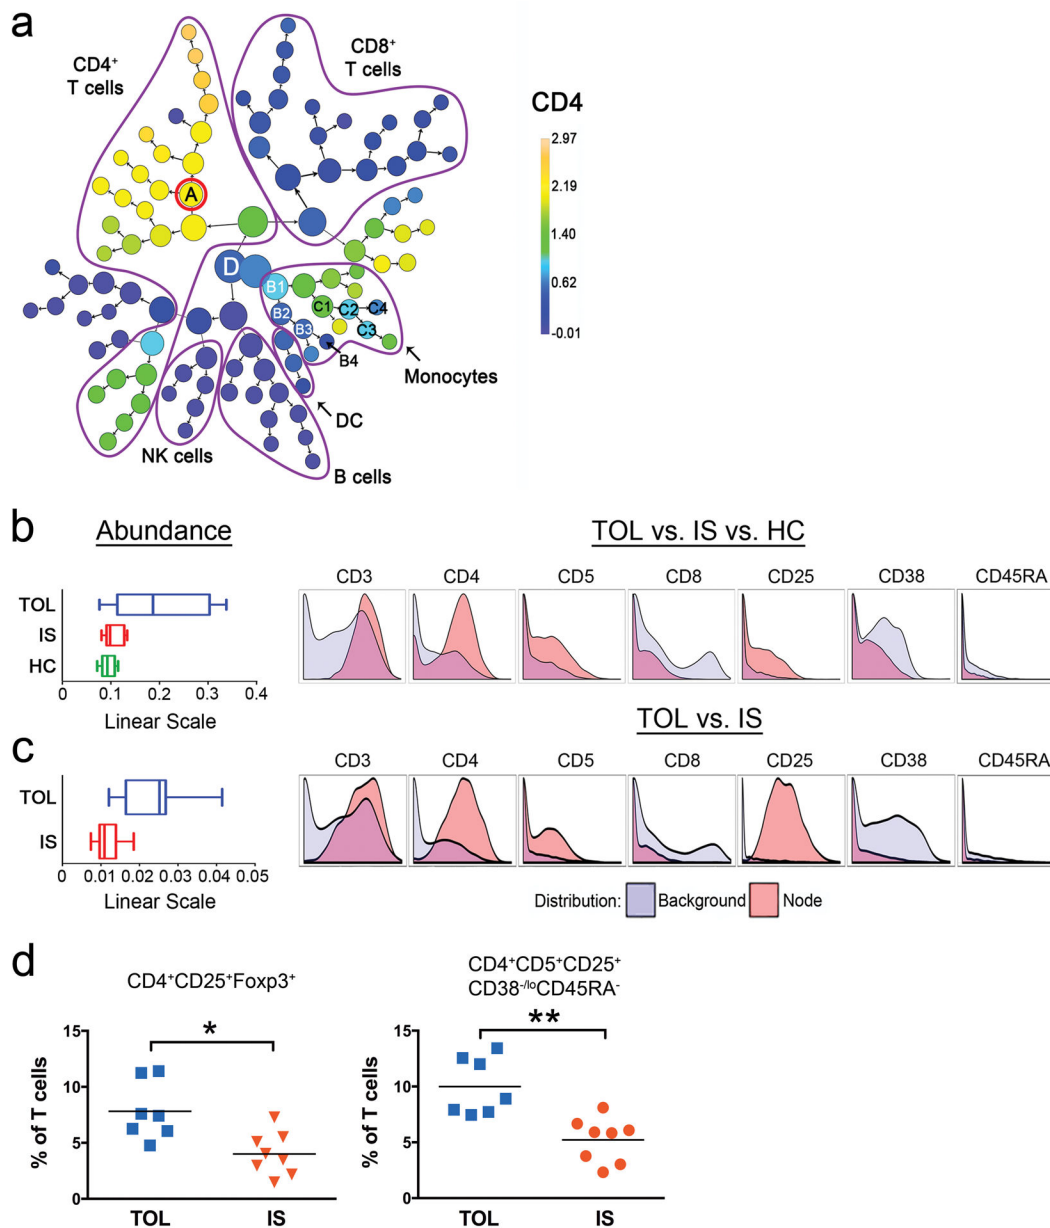 a
CD4⁺
T cells
CD8⁺
T cells
CD4
2.97
2.19
1.40
0.62
-0.01
A
D
B1
B2
B3
B4
C1
C2
C4
C3
Monocytes
DC
NK cells
B cells
b
Abundance
TOL vs. IS vs. HC
TOL
IS
HC
0 0.1 0.2 0.3 0.4
Linear Scale
CD3 CD4 CD5 CD8 CD25 CD38 CD45RA
TOL vs. IS
c
TOL
IS
0 0.01 0.02 0.03 0.04 0.05
Linear Scale
CD3 CD4 CD5 CD8 CD25 CD38 CD45RA
Distribution: Background Node
d
CD4⁺CD25⁺Foxp3⁺
*
% of T cells
15
10
5
0
TOL IS
CD4⁺CD5⁺CD25⁺
CD38⁻/ˡᵒCD45RA⁻
**
% of T cells
15
10
5
0
TOL IS